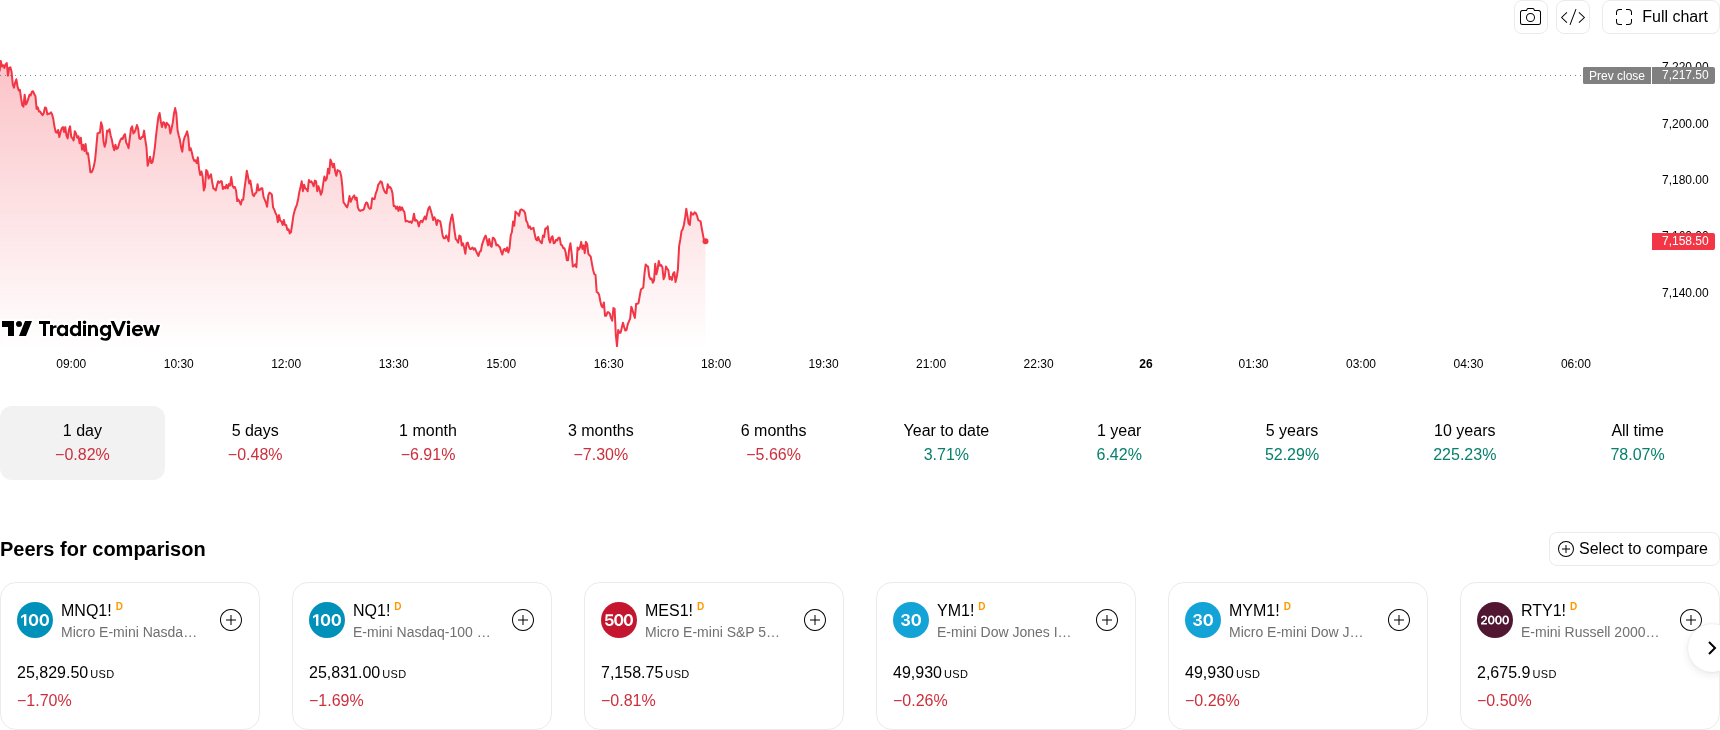 Full chart
Prev close 7,217.50
7,200.00
7,180.00
7,158.50
7,140.00
TradingView
09:00 10:30 12:00 13:30 15:00 16:30 18:00 19:30 21:00 22:30 26 01:30 03:00 04:30 06:00
1 day 5 days 1 month 3 months 6 months Year to date 1 year 5 years 10 years All time
−0.82% −0.48% −6.91% −7.30% −5.66% 3.71% 6.42% 52.29% 225.23% 78.07%
Peers for comparison
Select to compare
100 MNQ1! D
Micro E-mini Nasda…
25,829.50 USD
−1.70%
100 NQ1! D
E-mini Nasdaq-100 …
25,831.00 USD
−1.69%
500 MES1! D
Micro E-mini S&P 5…
7,158.75 USD
−0.81%
30 YM1! D
E-mini Dow Jones I…
49,930 USD
−0.26%
30 MYM1! D
Micro E-mini Dow J…
49,930 USD
−0.26%
2000 RTY1! D
E-mini Russell 2000…
2,675.9 USD
−0.50%